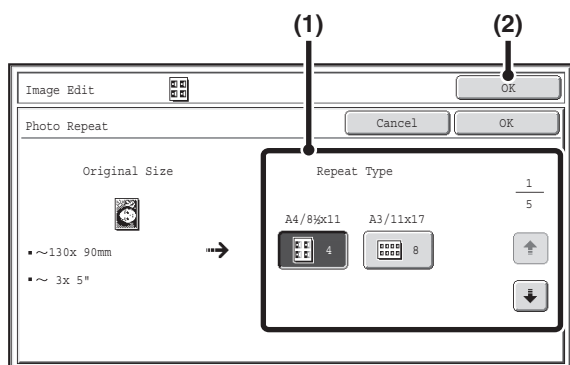 (1) (2)
Image Edit OK
Photo Repeat Cancel OK
Original Size Repeat Type
1
5
A4/8½x11 A3/11x17
4 8
▪～130x 90mm
▪～ 3x 5"